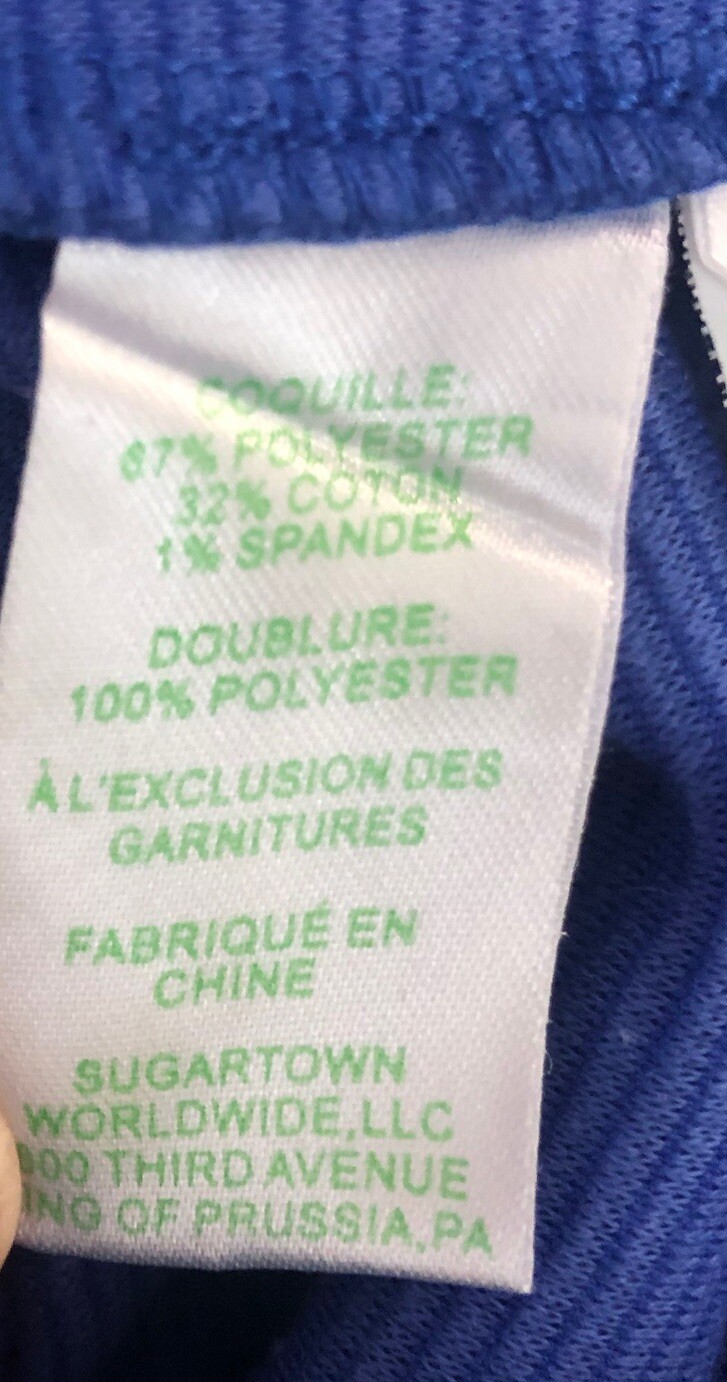 COQUILLE:
67% POLYESTER
32% COTON
1% SPANDEX
DOUBLURE:
100% POLYESTER
À L'EXCLUSION DES
GARNITURES
FABRIQUÉ EN
CHINE
SUGARTOWN
WORLDWIDE,LLC
THIRD AVENUE
OF PRUSSIA,PA